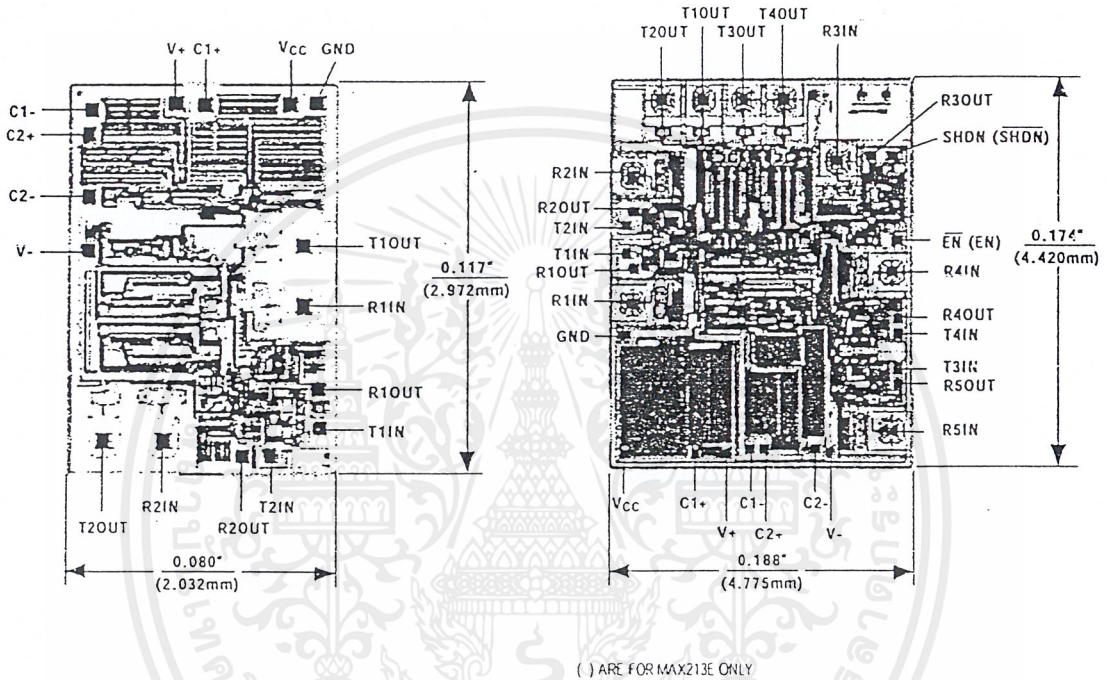 V+ C1+ VCC GND
C1-
C2+
C2-
V-
T1OUT
R1IN
R1OUT
T1IN
T2OUT
R2IN
R2OUT
T2IN
0.117"
(2.972mm)
0.080"
(2.032mm)
T1OUT T4OUT
T2OUT T3OUT R3IN
R3OUT
SHDN (SHDN)
R2IN
R2OUT
T2IN
T1IN
R1OUT
R1IN
GND
EN (EN)
R4IN
R4OUT
T4IN
T3IN
R5OUT
R5IN
VCC C1+ C1- C2-
V+ C2+ V-
0.174"
(4.420mm)
0.188"
(4.775mm)
( ) ARE FOR MAX213E ONLY